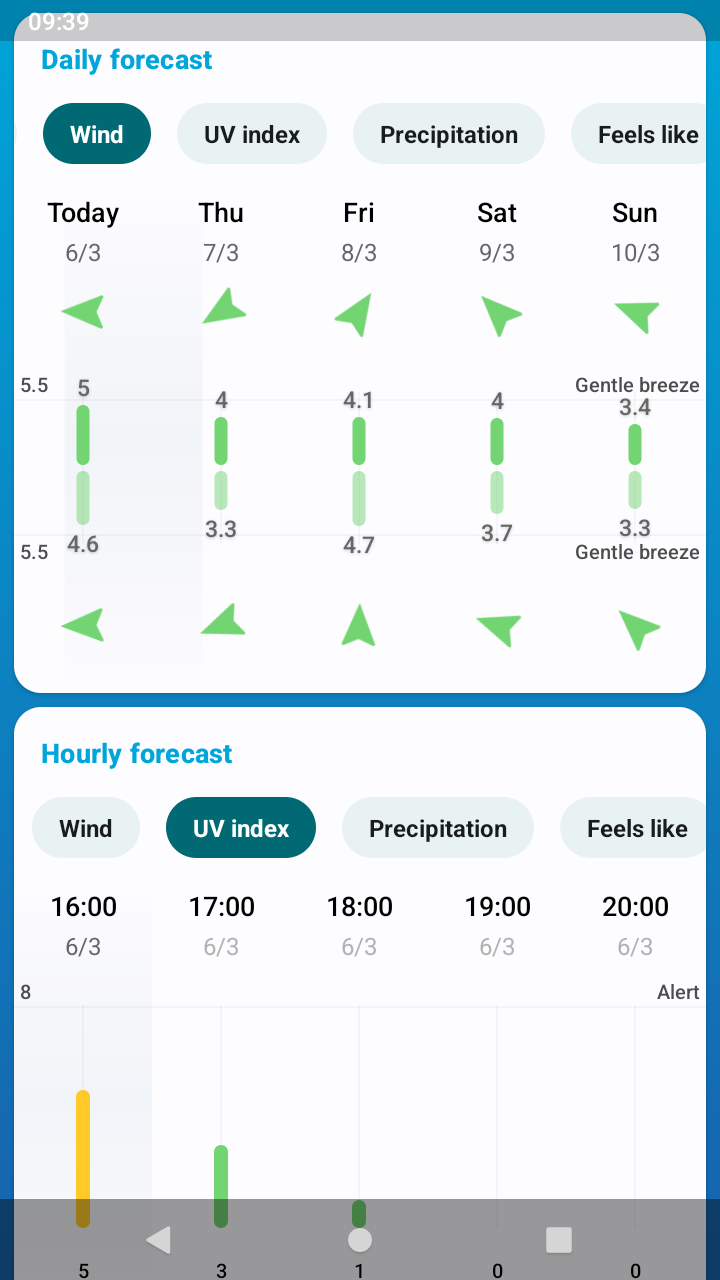 09:39
Daily forecast
Wind UV index Precipitation Feels like
Today Thu Fri Sat Sun
6/3 7/3 8/3 9/3 10/3
5.5 Gentle breeze
5 4 4.1 4 3.4
4.6 3.3 4.7 3.7 3.3
5.5 Gentle breeze
Hourly forecast
Wind UV index Precipitation Feels like
16:00 17:00 18:00 19:00 20:00
6/3 6/3 6/3 6/3 6/3
8 Alert
5 3 1 0 0